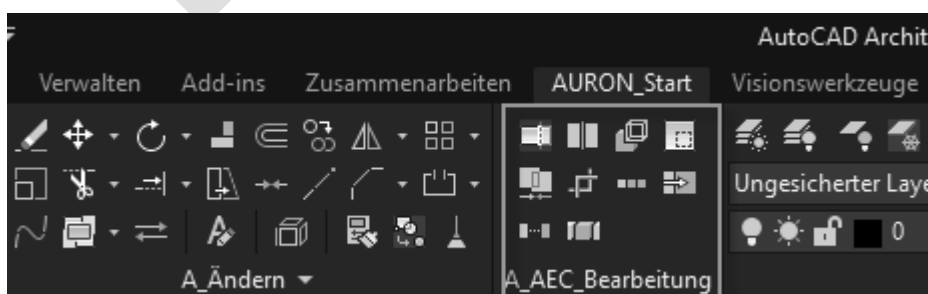 AutoCAD Archit
Verwalten Add-ins Zusammenarbeiten AURON_Start Visionswerkzeuge
Ungesicherter Laye
0
A_Ändern A_AEC_Bearbeitung